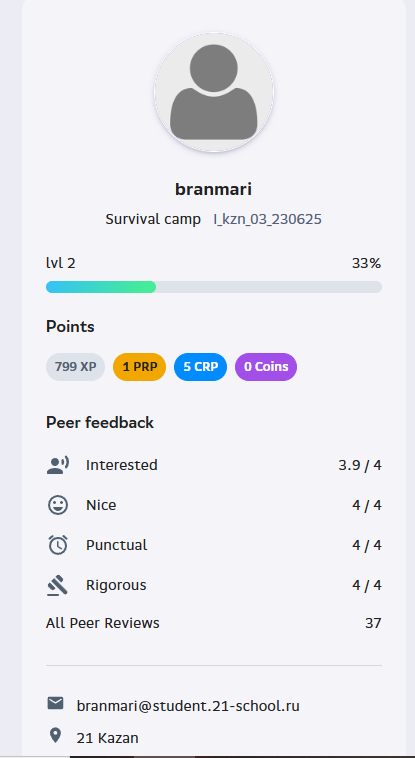 branmari
Survival camp I_kzn_03_230625
lvl 2 33%
Points
799 XP 1 PRP 5 CRP 0 Coins
Peer feedback
Interested 3.9 / 4
Nice 4 / 4
Punctual 4 / 4
Rigorous 4 / 4
All Peer Reviews 37
branmari@student.21-school.ru
21 Kazan